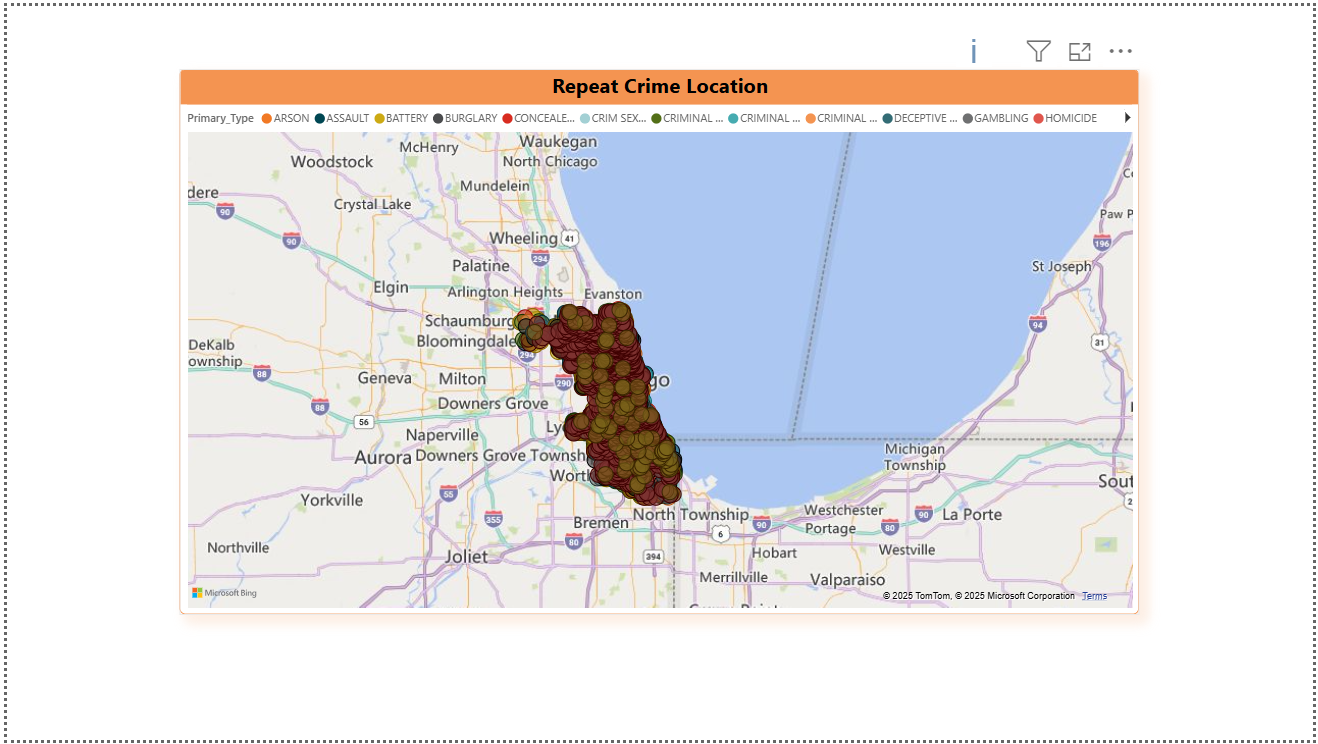 i
Repeat Crime Location
Primary_Type ARSON ASSAULT BATTERY BURGLARY CONCEALE... CRIM SEX... CRIMINAL ... CRIMINAL ... CRIMINAL ... DECEPTIVE ... GAMBLING HOMICIDE
Waukegan
McHenry
Woodstock
North Chicago
Mundelein
dere
Crystal Lake
90
Paw P
90
Wheeling 41
196
294
Palatine
St Joseph
Elgin
Arlington Heights
Evanston
Schaumburg
94
Bloomingdale
31
DeKalb
ownship
294
88
Geneva
Milton
290
go
88
Downers Grove
56
Ly
Naperville
Michigan
Township
Aurora
Downers Grove Townsh
Wort
Sout
55
Yorkville
355
North Township
Westchester
Portage
90
La Porte
Bremen
90
80
6
80
Northville
Joliet
394
Hobart
Westville
Merrillville
Valparaiso
Microsoft Bing
© 2025 TomTom, © 2025 Microsoft Corporation Terms